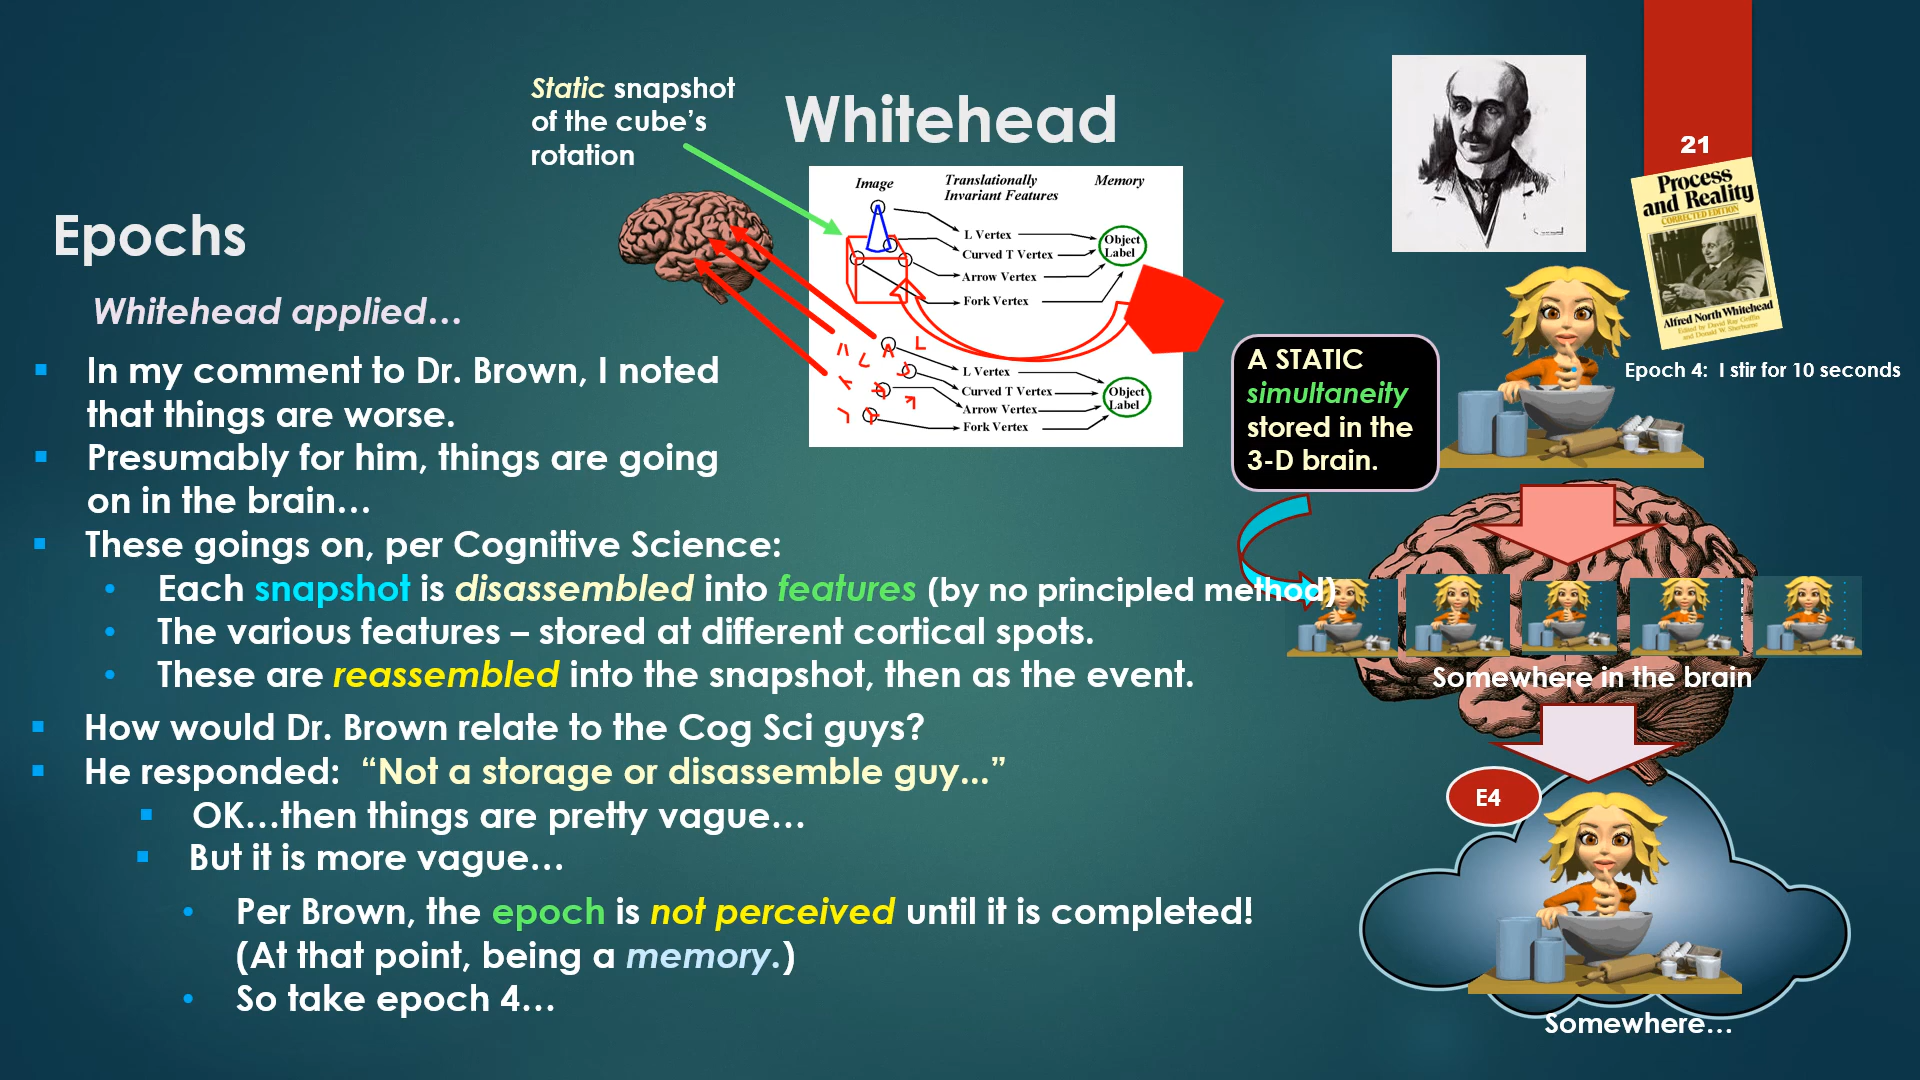 Static snapshot
of the cube's
rotation
Whitehead
21
Process
and Reality
CORRECTED EDITION
Alfred North Whitehead
Edited by David Ray Griffin
and Donald W. Sherburne
Image
Translationally
Invariant Features
Memory
L Vertex
Curved T Vertex
Arrow Vertex
Fork Vertex
Object
Label
L Vertex
Curved T Vertex
Arrow Vertex
Fork Vertex
Object
Label
Epochs
Whitehead applied...
In my comment to Dr. Brown, I noted
that things are worse.
Presumably for him, things are going
on in the brain...
These goings on, per Cognitive Science:
Each snapshot is disassembled into features (by no principled method)
The various features – stored at different cortical spots.
These are reassembled into the snapshot, then as the event.
How would Dr. Brown relate to the Cog Sci guys?
He responded: “Not a storage or disassemble guy...”
OK...then things are pretty vague...
But it is more vague...
Per Brown, the epoch is not perceived until it is completed!
(At that point, being a memory.)
So take epoch 4...
A STATIC
simultaneity
stored in the
3-D brain.
Epoch 4: I stir for 10 seconds
Somewhere in the brain
E4
Somewhere...